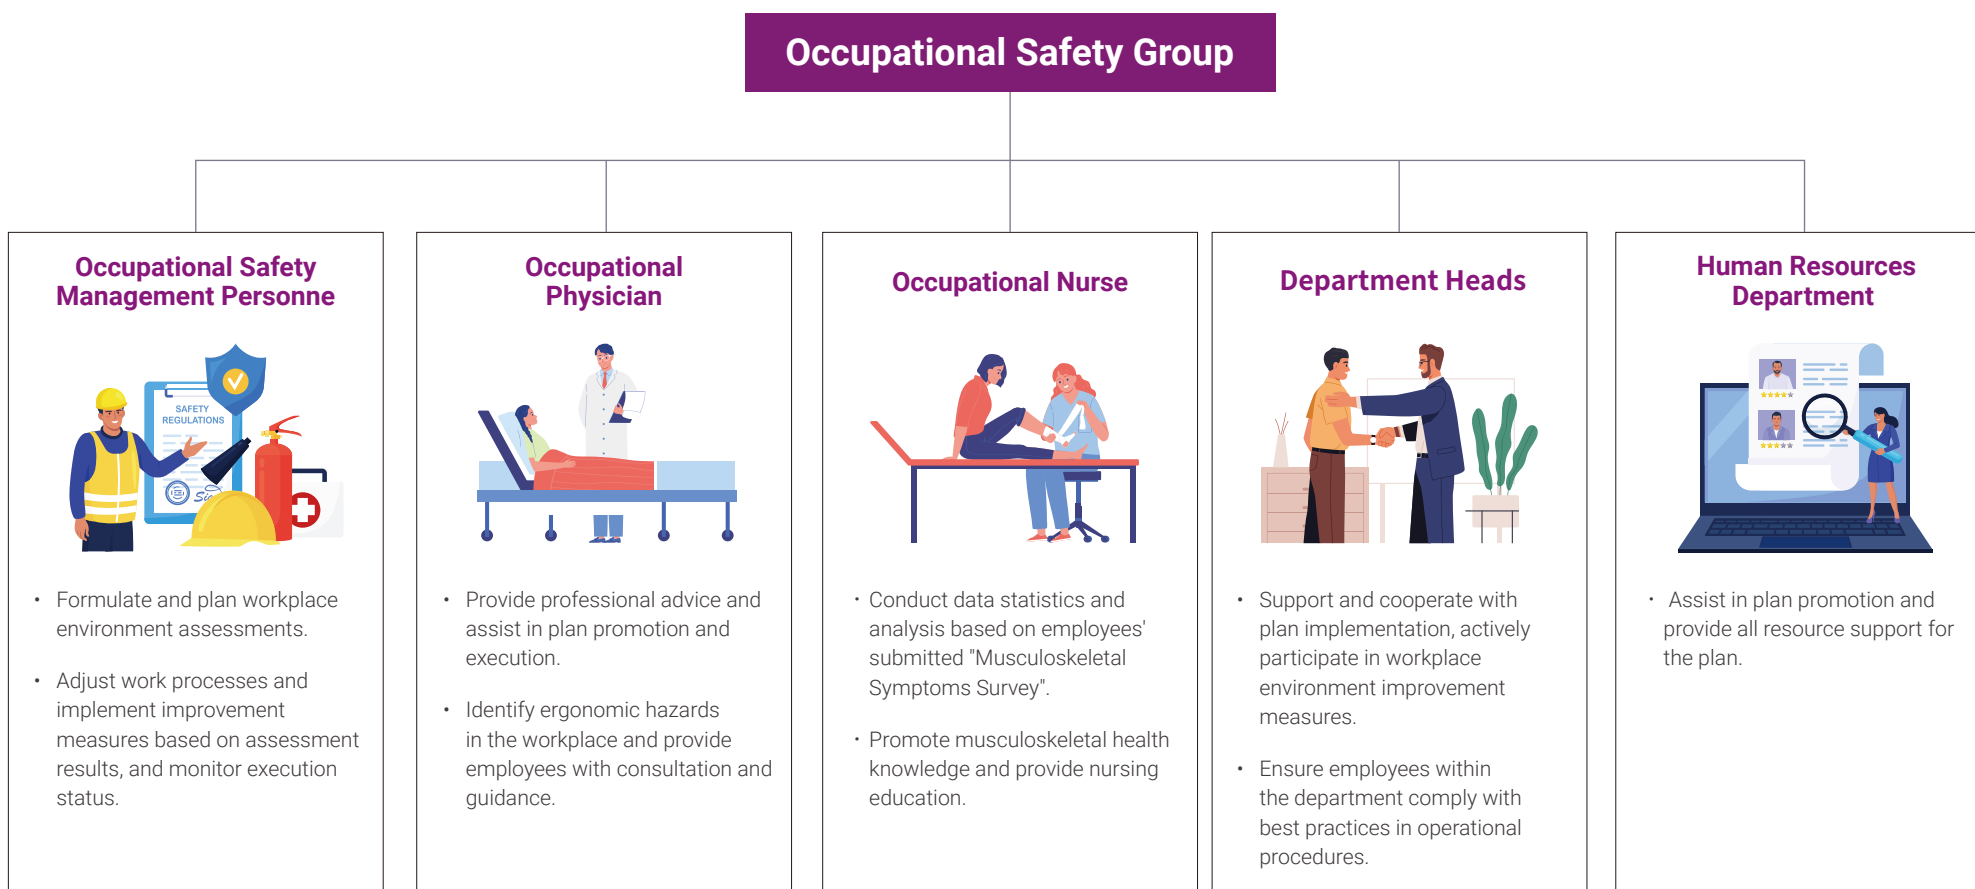 Occupational Safety Group
Occupational Safety
Management Personne
SAFETY
REGULATIONS
• Formulate and plan workplace
environment assessments.
• Adjust work processes and
implement improvement
measures based on assessment
results, and monitor execution
status.
Occupational
Physician
• Provide professional advice and
assist in plan promotion and
execution.
• Identify ergonomic hazards
in the workplace and provide
employees with consultation and
guidance.
Occupational Nurse
• Conduct data statistics and
analysis based on employees'
submitted "Musculoskeletal
Symptoms Survey".
• Promote musculoskeletal health
knowledge and provide nursing
education.
Department Heads
• Support and cooperate with
plan implementation, actively
participate in workplace
environment improvement
measures.
• Ensure employees within
the department comply with
best practices in operational
procedures.
Human Resources
Department
• Assist in plan promotion and
provide all resource support for
the plan.